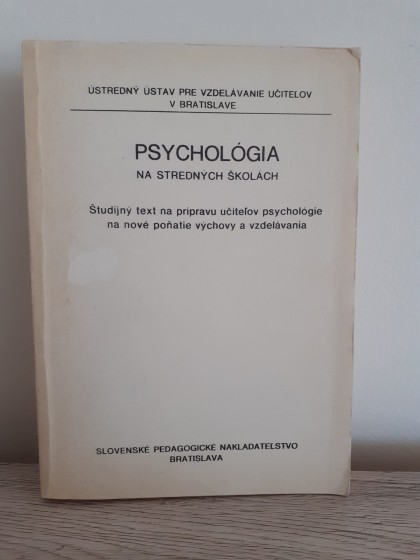 ÚSTREDNÝ ÚSTAV PRE VZDELÁVANIE UČITEĽOV
V BRATISLAVE
PSYCHOLÓGIA
NA STREDNÝCH ŠKOLÁCH
Študijný text na prípravu učiteľov psychológie
na nové poňatie výchovy a vzdelávania
SLOVENSKÉ PEDAGOGICKÉ NAKLADATEĽSTVO
BRATISLAVA